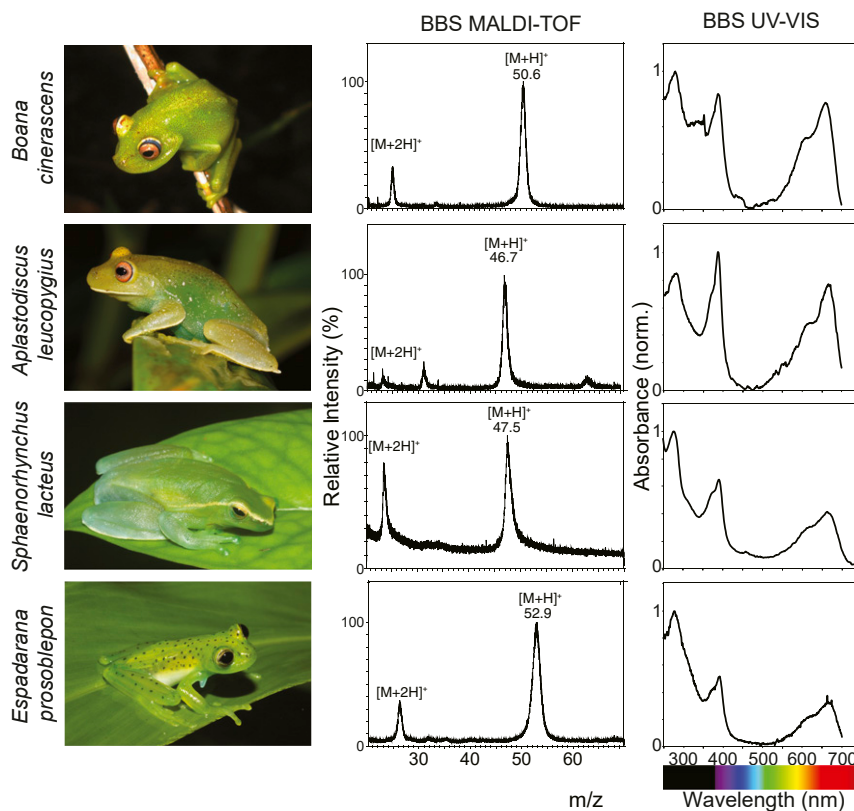 BBS MALDI-TOF
BBS UV-VIS
Boana
cinerascens
100
0
[M+2H]⁺
[M+H]⁺
50.6
1
0
Aplastodiscus
leucopygius
100
0
[M+2H]⁺
[M+H]⁺
46.7
1
0
Sphaenorhynchus
lacteus
100
0
[M+2H]⁺
[M+H]⁺
47.5
1
0
Espadarana
prosoblepon
100
0
[M+2H]⁺
[M+H]⁺
52.9
1
0
Relative Intensity (%)
Absorbance (norm.)
30 40 50 60
m/z
300 400 500 600 700
Wavelength (nm)